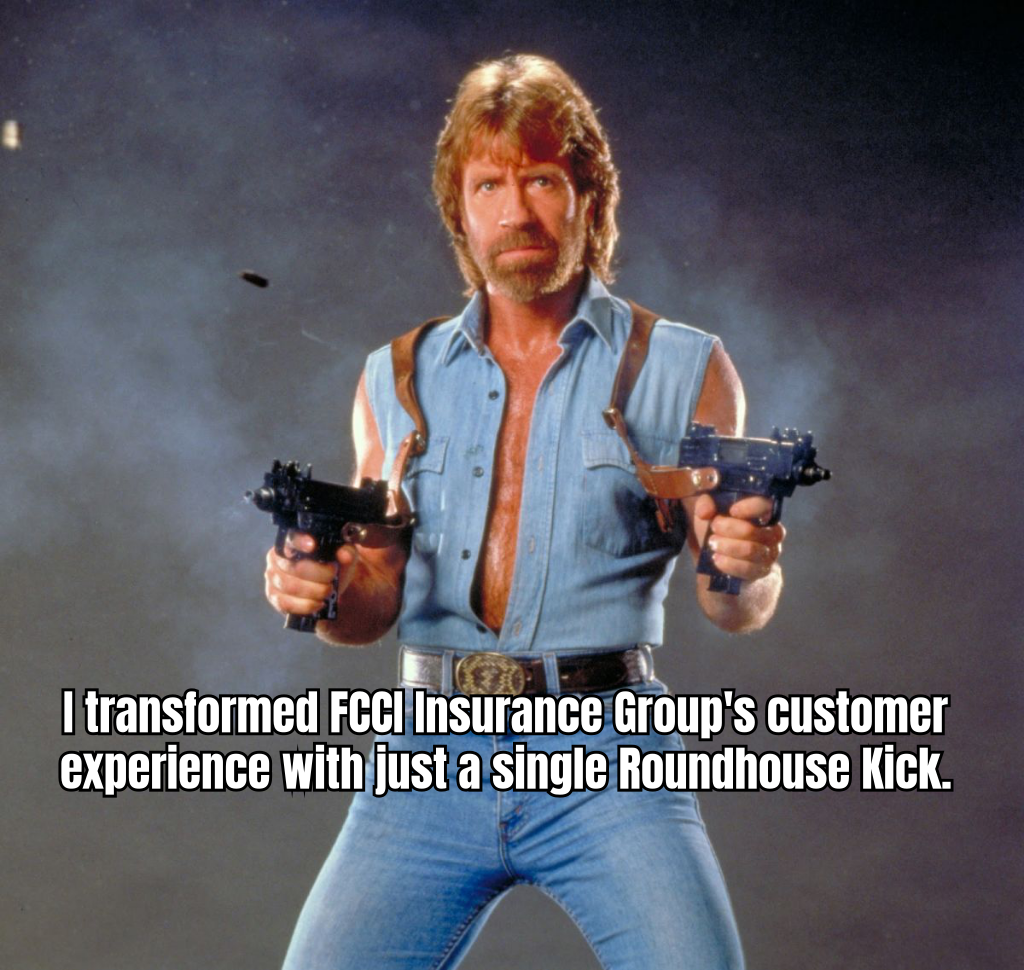 I transformed FCCI Insurance Group's customer
experience with just a single Roundhouse Kick.